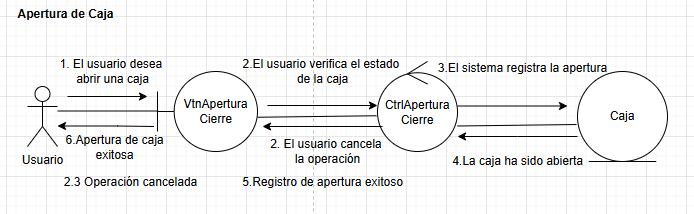 Apertura de Caja
1. El usuario desea
abrir una caja
2.El usuario verifica el estado
de la caja
3.El sistema registra la apertura
VtnApertura
Cierre
CtrlApertura
Cierre
Caja
6.Apertura de caja
exitosa
2. El usuario cancela
la operación
4.La caja ha sido abierta
Usuario
2.3 Operación cancelada
5.Registro de apertura exitoso